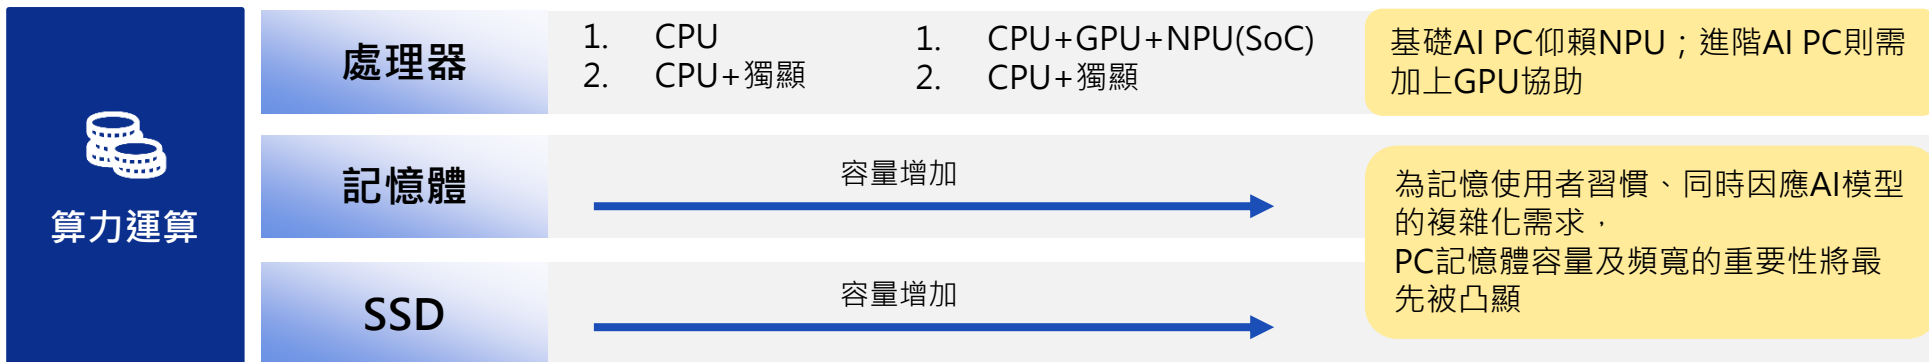 算力運算
處理器
1. CPU
2. CPU+獨顯
1. CPU+GPU+NPU(SoC)
2. CPU+獨顯
基礎AI PC仰賴NPU；進階AI PC則需
加上GPU協助
記憶體
容量增加
為記憶使用者習慣、同時因應AI模型
的複雜化需求，
PC記憶體容量及頻寬的重要性將最
先被凸顯
SSD
容量增加